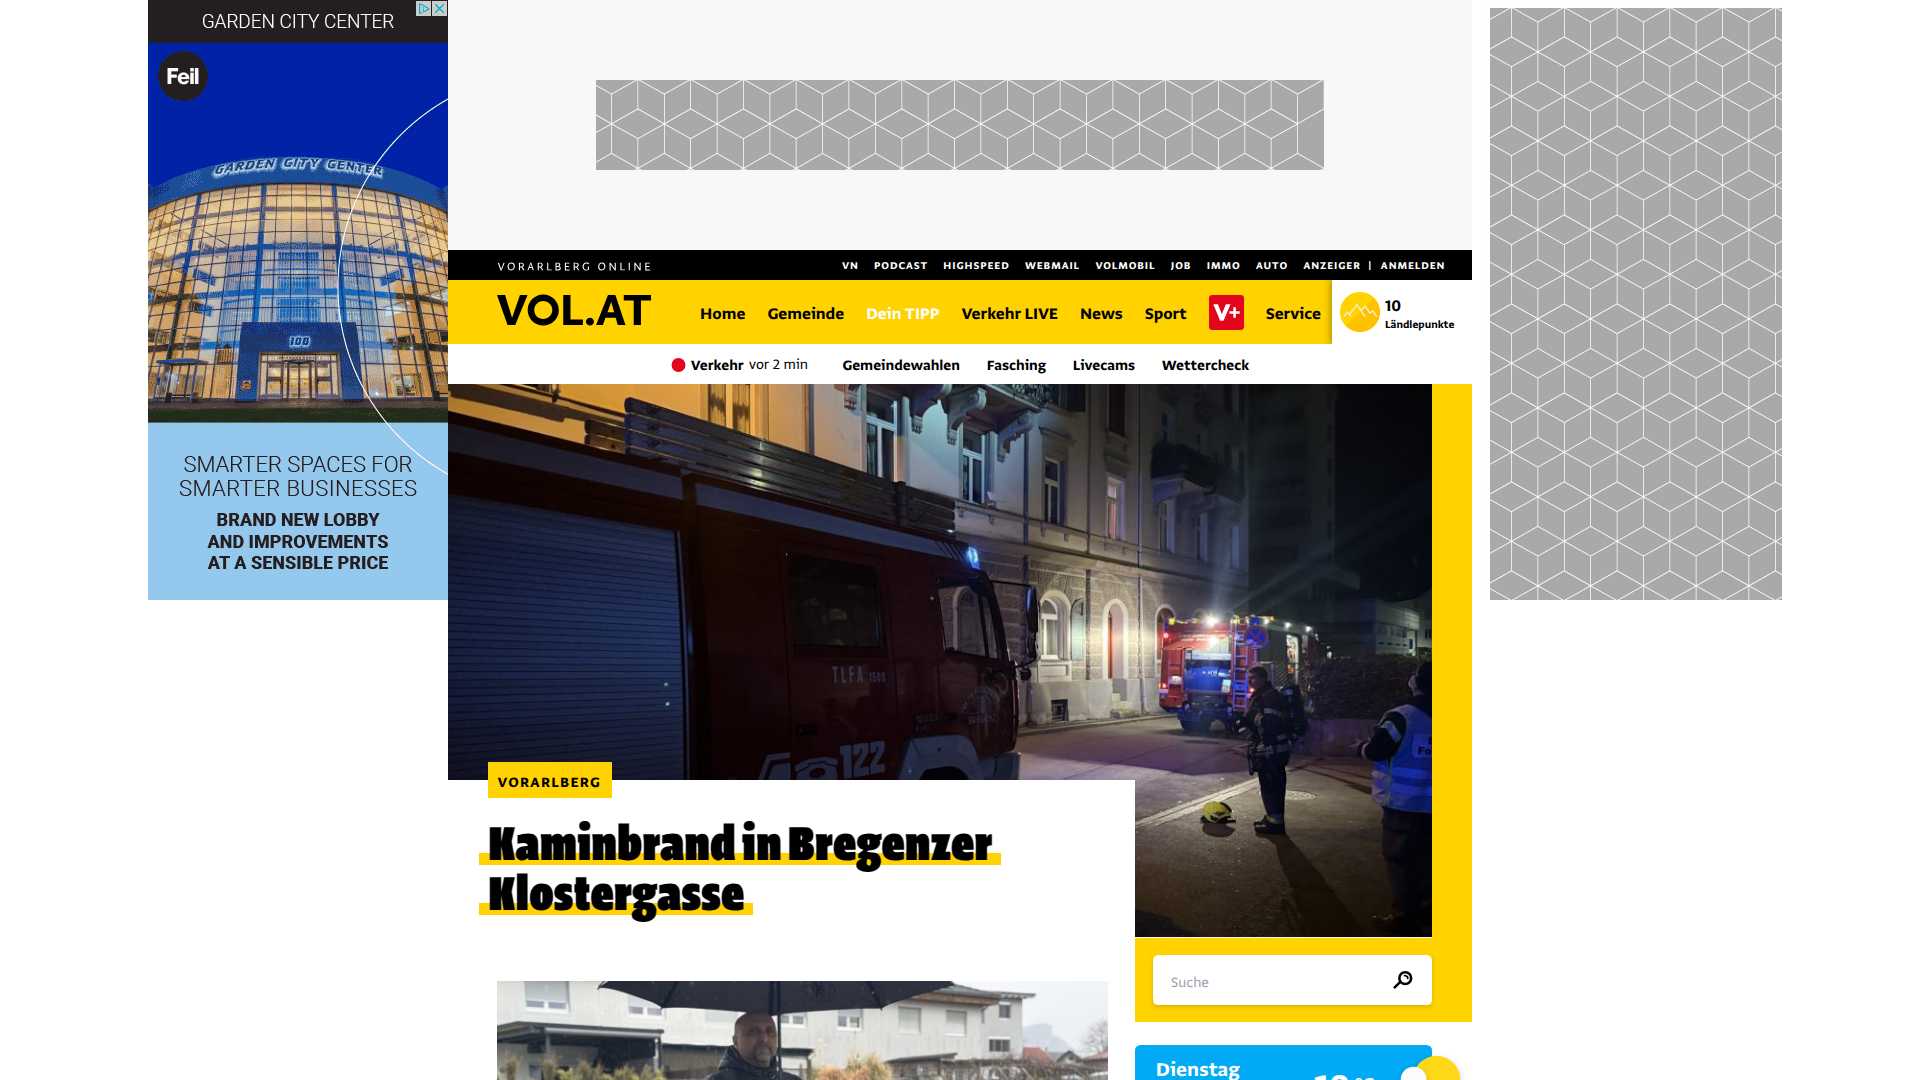 GARDEN CITY CENTER
Feil
GARDEN CITY CENTER
100
SMARTER SPACES FOR
SMARTER BUSINESSES
BRAND NEW LOBBY
AND IMPROVEMENTS
AT A SENSIBLE PRICE
VORARLBERG ONLINE
VN PODCAST HIGHSPEED WEBMAIL VOLMOBIL JOB IMMO AUTO ANZEIGER | ANMELDEN
VOL.AT
Home Gemeinde Dein TIPP Verkehr LIVE News Sport V+ Service
10
Ländlepunkte
Verkehr vor 2 min Gemeindewahlen Fasching Livecams Wettercheck
TLFA 1500
122
VORARLBERG
Kaminbrand in Bregenzer
Klostergasse
Suche
Dienstag